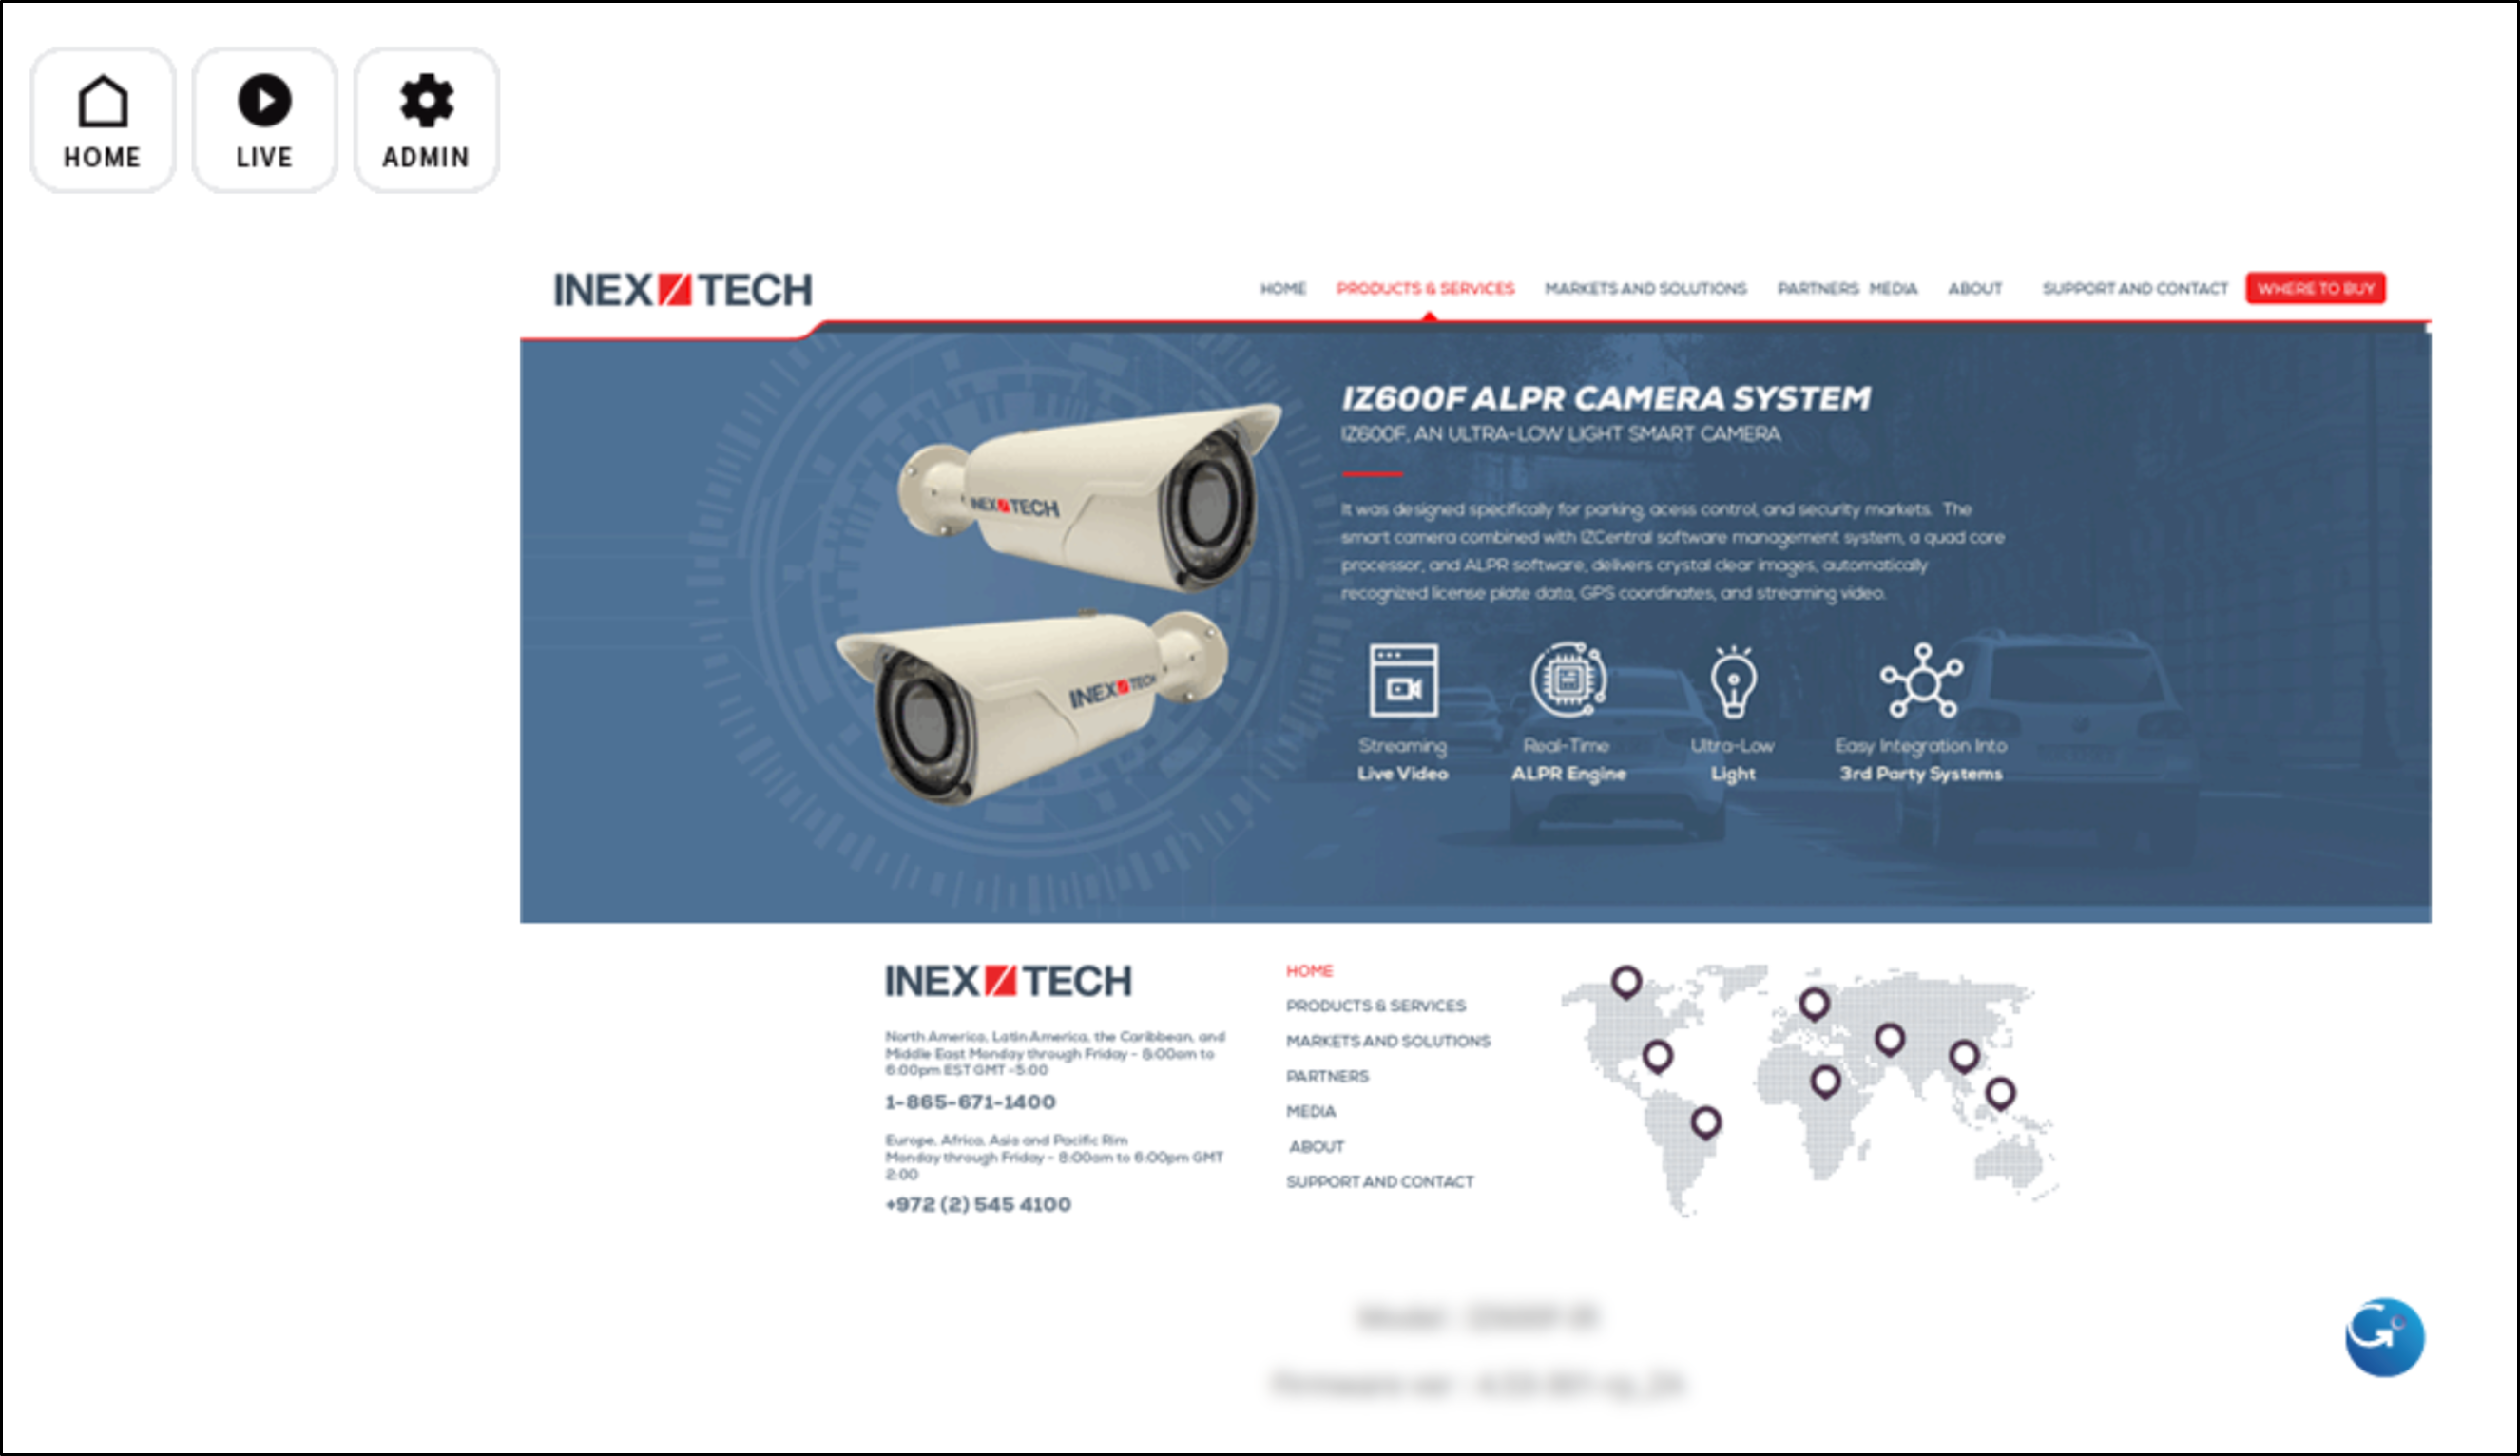 HOME
LIVE
ADMIN
INEX TECH
HOME PRODUCTS & SERVICES MARKETS AND SOLUTIONS PARTNERS MEDIA ABOUT SUPPORT AND CONTACT WHERE TO BUY
IZ600F ALPR CAMERA SYSTEM
IZ600F, AN ULTRA-LOW LIGHT SMART CAMERA
It was designed specifically for parking, acess control, and security markets. The
smart camera combined with IZCentral software management system, a quad core
processor, and ALPR software, delivers crystal clear images, automatically
recognized license plate data, GPS coordinates, and streaming video.
INEX TECH
INEX TECH
Streaming
Live Video
Real-Time
ALPR Engine
Ultra-Low
Light
Easy Integration Into
3rd Party Systems
INEX TECH
North America, Latin America, the Caribbean, and
Middle East Monday through Friday - 8:00am to
6:00pm EST GMT -5:00
1-865-671-1400
Europe, Africa, Asia and Pacific Rim
Monday through Friday - 8:00am to 6:00pm GMT
2:00
+972 (2) 545 4100
HOME
PRODUCTS & SERVICES
MARKETS AND SOLUTIONS
PARTNERS
MEDIA
ABOUT
SUPPORT AND CONTACT